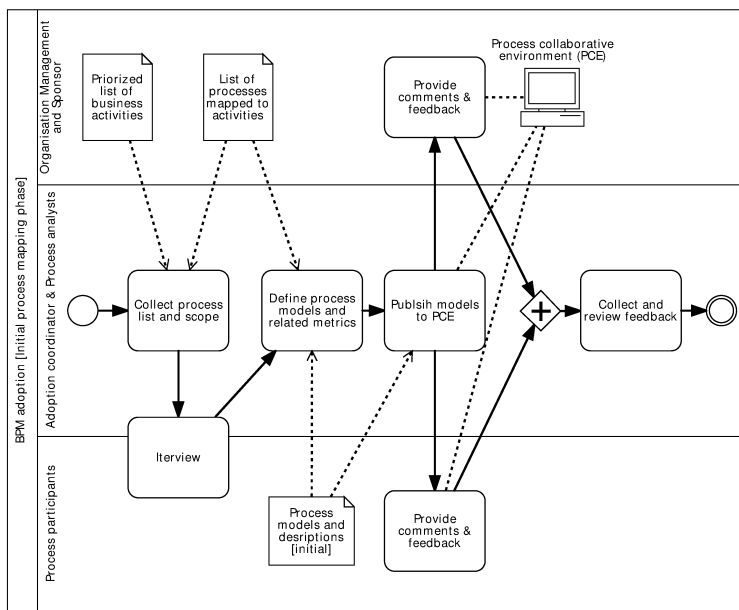 BPM adoption [Initial process mapping phase]
Organisation Management
and Sponsor
Priorized
list of
business
activities
List of
processes
mapped to
activities
Provide
comments &
feedback
Process collaborative
environment (PCE)
Adoption coordinator & Process analysts
Collect process
list and scope
Define process
models and
related metrics
Publsih models
to PCE
Collect and
review feedback
Iterview
Process participants
Process
models and
desriptions
[initial]
Provide
comments &
feedback